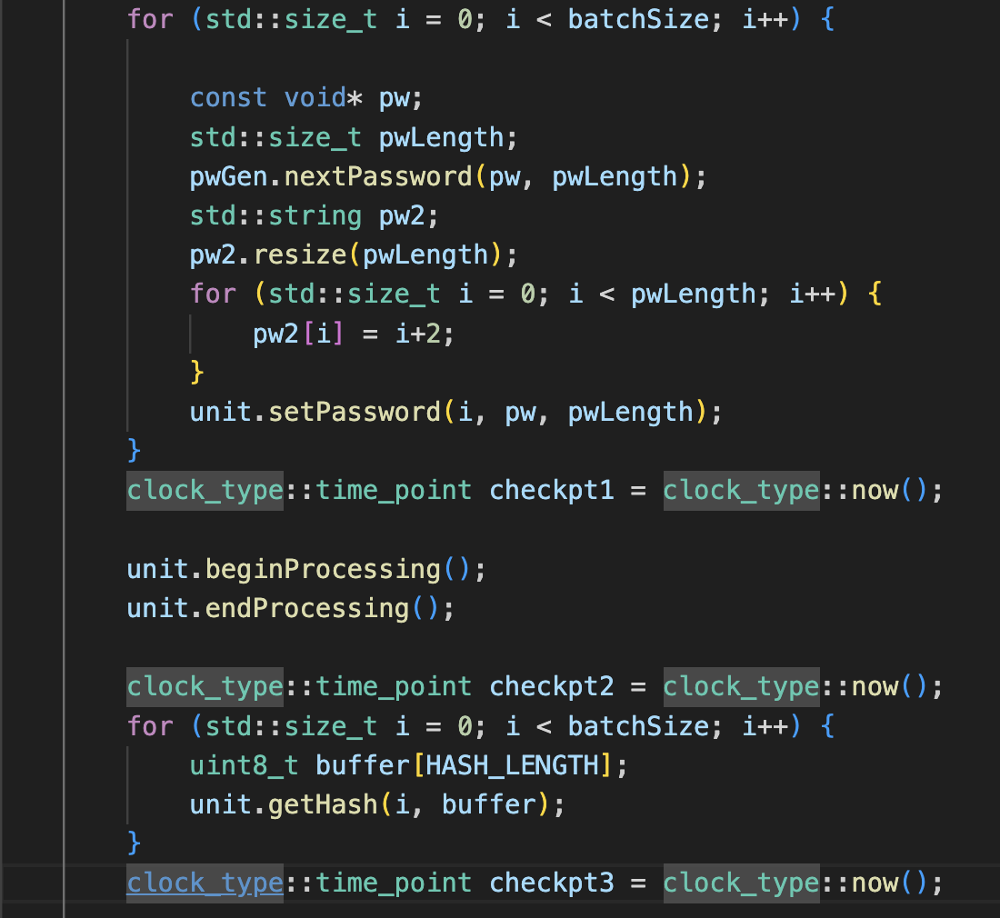 for (std::size_t i = 0; i < batchSize; i++) {
const void* pw;
std::size_t pwLength;
pwGen.nextPassword(pw, pwLength);
std::string pw2;
pw2.resize(pwLength);
for (std::size_t i = 0; i < pwLength; i++) {
pw2[i] = i+2;
}
unit.setPassword(i, pw, pwLength);
}
clock_type::time_point checkpt1 = clock_type::now();
unit.beginProcessing();
unit.endProcessing();
clock_type::time_point checkpt2 = clock_type::now();
for (std::size_t i = 0; i < batchSize; i++) {
uint8_t buffer[HASH_LENGTH];
unit.getHash(i, buffer);
}
clock_type::time_point checkpt3 = clock_type::now();